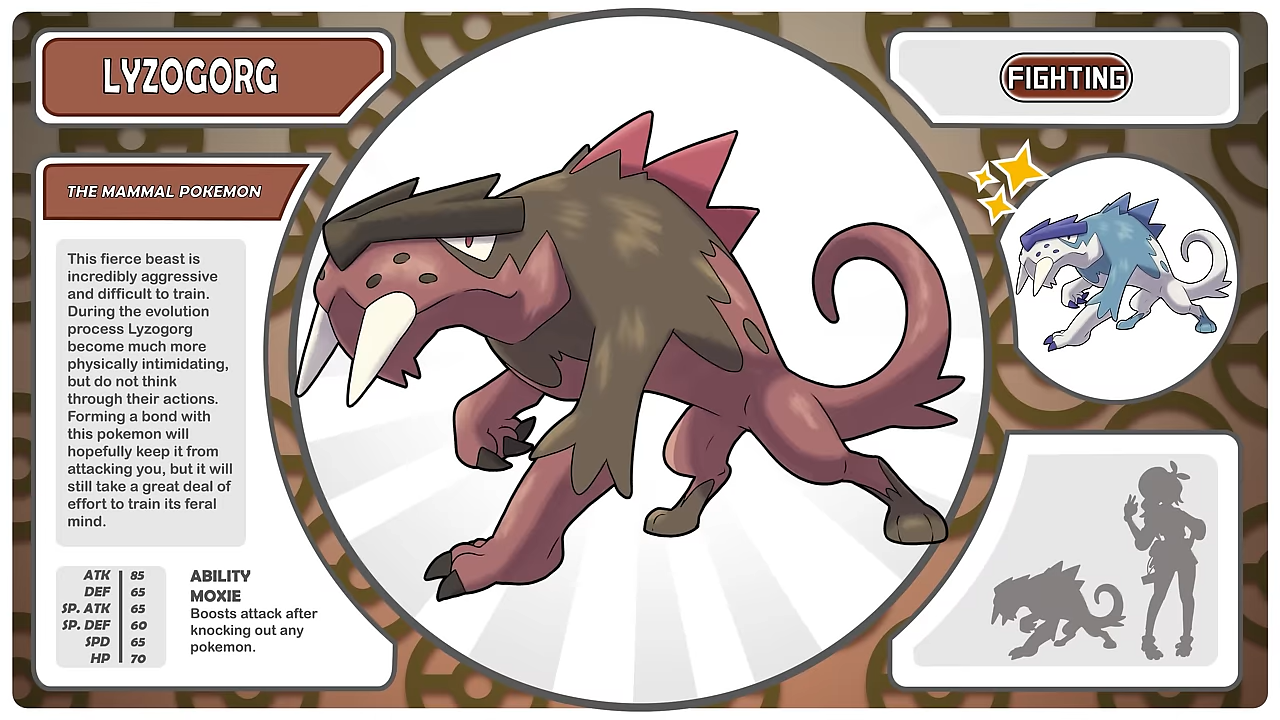 LYZOGORG
FIGHTING
THE MAMMAL POKEMON
This fierce beast is
incredibly aggressive
and difficult to train.
During the evolution
process Lyzogorg
become much more
physically intimidating,
but do not think
through their actions.
Forming a bond with
this pokemon will
hopefully keep it from
attacking you, but it will
still take a great deal of
effort to train its feral
mind.
ATK 85
DEF 65
SP. ATK 65
SP. DEF 60
SPD 65
HP 70
ABILITY
MOXIE
Boosts attack after
knocking out any
pokemon.